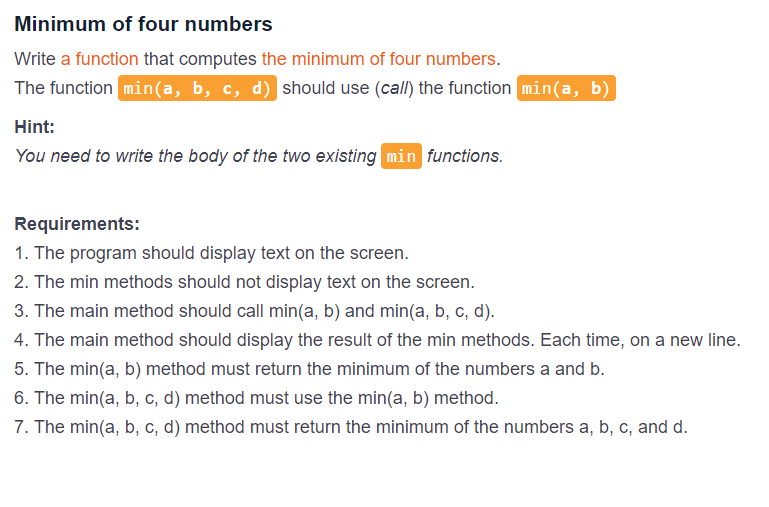 Minimum of four numbers
Write a function that computes the minimum of four numbers.
The function min(a, b, c, d) should use (call) the function min(a, b)
Hint:
You need to write the body of the two existing min functions.
Requirements:
1. The program should display text on the screen.
2. The min methods should not display text on the screen.
3. The main method should call min(a, b) and min(a, b, c, d).
4. The main method should display the result of the min methods. Each time, on a new line.
5. The min(a, b) method must return the minimum of the numbers a and b.
6. The min(a, b, c, d) method must use the min(a, b) method.
7. The min(a, b, c, d) method must return the minimum of the numbers a, b, c, and d.